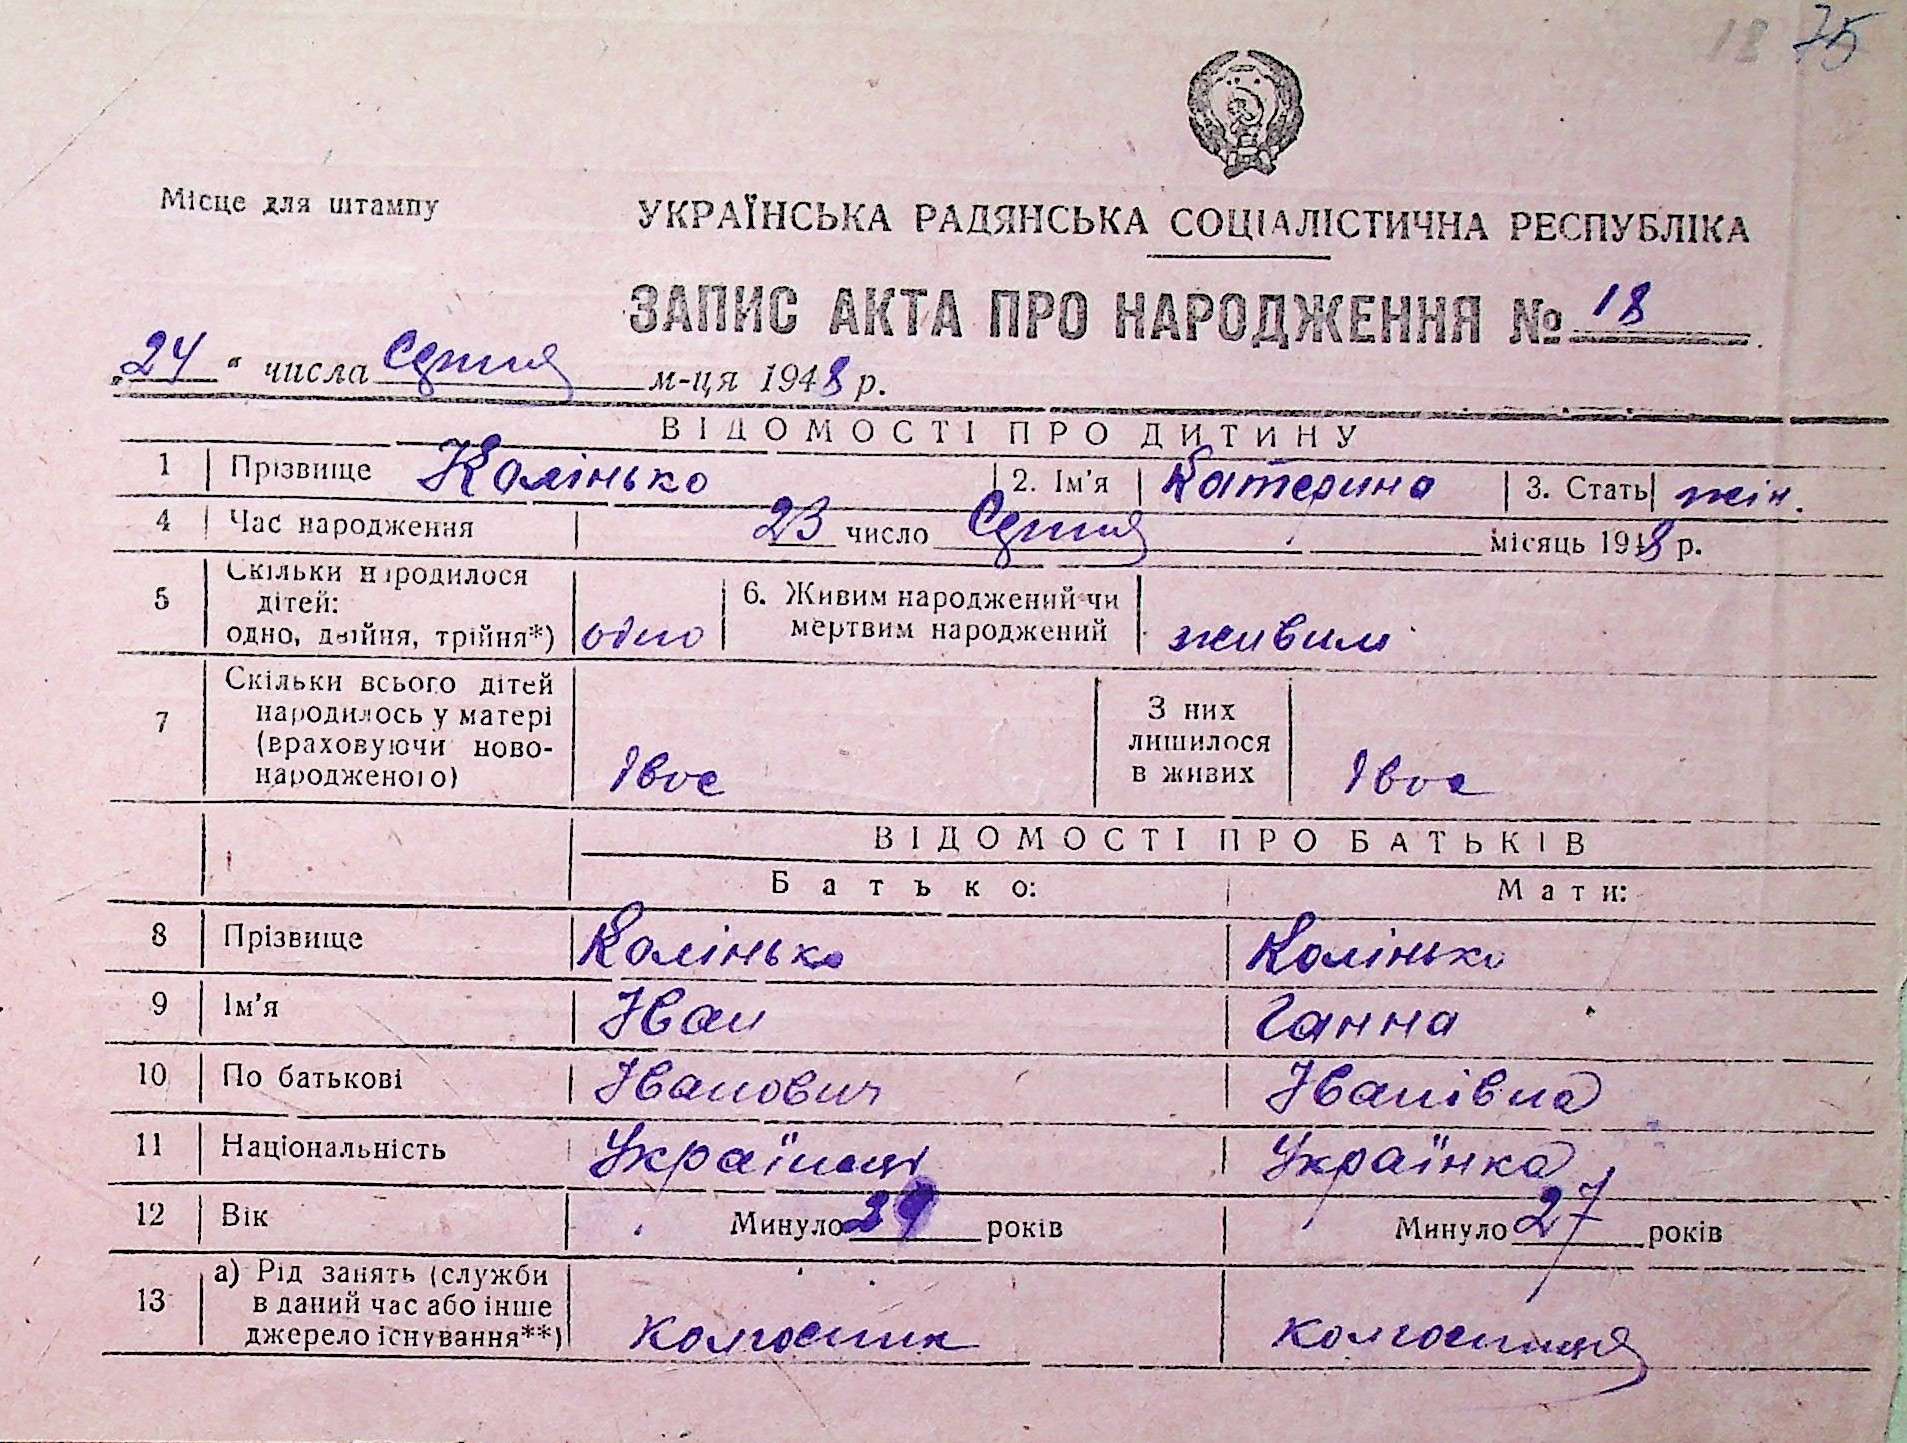 18 75
Місце для штампу
УКРАЇНСЬКА РАДЯНСЬКА СОЦІАЛІСТИЧНА РЕСПУБЛІКА
ЗАПИС АКТА ПРО НАРОДЖЕННЯ № 18
„24“ числа Серпня м-ця 1948 р.
ВІДОМОСТІ ПРО ДИТИНУ
1 Прізвище Колінько 2. Ім'я Катерина 3. Стать жін.
4 Час народження 23 число Серпня місяць 1948 р.
5 Скільки народилося
дітей:
одно, двійня, трійня*) одно 6. Живим народжений чи
мертвим народжений живим
7 Скільки всього дітей
народилось у матері
(враховуючи ново-
народженого) двоє З них
лишилося
в живих двоє
ВІДОМОСТІ ПРО БАТЬКІВ
Батько: Мати:
8 Прізвище Колінько Колінько
9 Ім'я Іван Ганна
10 По батькові Іванович Іванівна
11 Національність Українець Українка
12 Вік Минуло 29 років Минуло 27 років
13 а) Рід занять (служби
в даний час або інше
джерело існування**) колгоспник колгоспниця